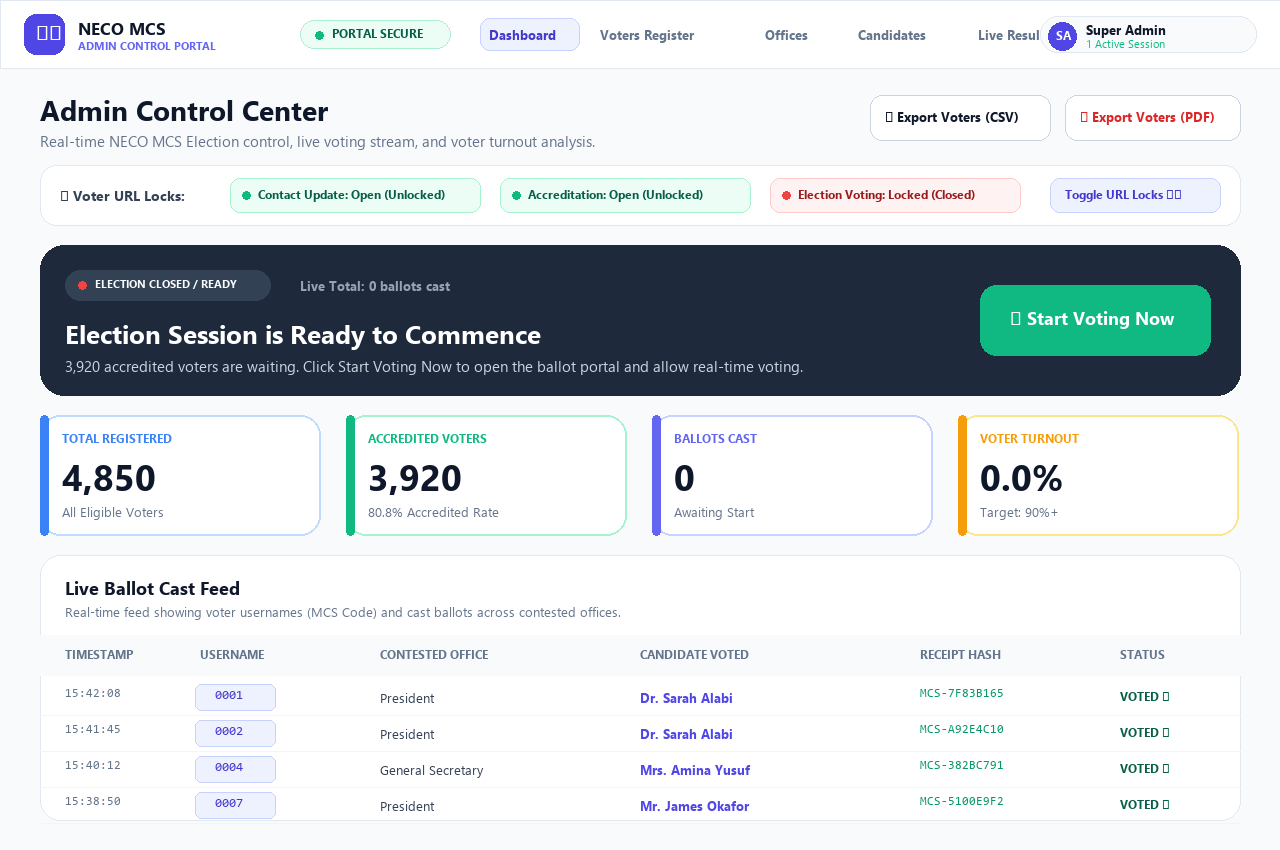 NECO MCS
ADMIN CONTROL PORTAL
PORTAL SECURE
Dashboard
Voters Register
Offices
Candidates
Live Resul
SA
Super Admin
1 Active Session
Admin Control Center
Real-time NECO MCS Election control, live voting stream, and voter turnout analysis.
Export Voters (CSV)
Export Voters (PDF)
Voter URL Locks:
Contact Update: Open (Unlocked)
Accreditation: Open (Unlocked)
Election Voting: Locked (Closed)
Toggle URL Locks
ELECTION CLOSED / READY
Live Total: 0 ballots cast
Election Session is Ready to Commence
3,920 accredited voters are waiting. Click Start Voting Now to open the ballot portal and allow real-time voting.
Start Voting Now
TOTAL REGISTERED
4,850
All Eligible Voters
ACCREDITED VOTERS
3,920
80.8% Accredited Rate
BALLOTS CAST
0
Awaiting Start
VOTER TURNOUT
0.0%
Target: 90%+
Live Ballot Cast Feed
Real-time feed showing voter usernames (MCS Code) and cast ballots across contested offices.
TIMESTAMP USERNAME CONTESTED OFFICE CANDIDATE VOTED RECEIPT HASH STATUS
15:42:08 0001 President Dr. Sarah Alabi MCS-7F83B165 VOTED
15:41:45 0002 President Dr. Sarah Alabi MCS-A92E4C10 VOTED
15:40:12 0004 General Secretary Mrs. Amina Yusuf MCS-382BC791 VOTED
15:38:50 0007 President Mr. James Okafor MCS-5100E9F2 VOTED